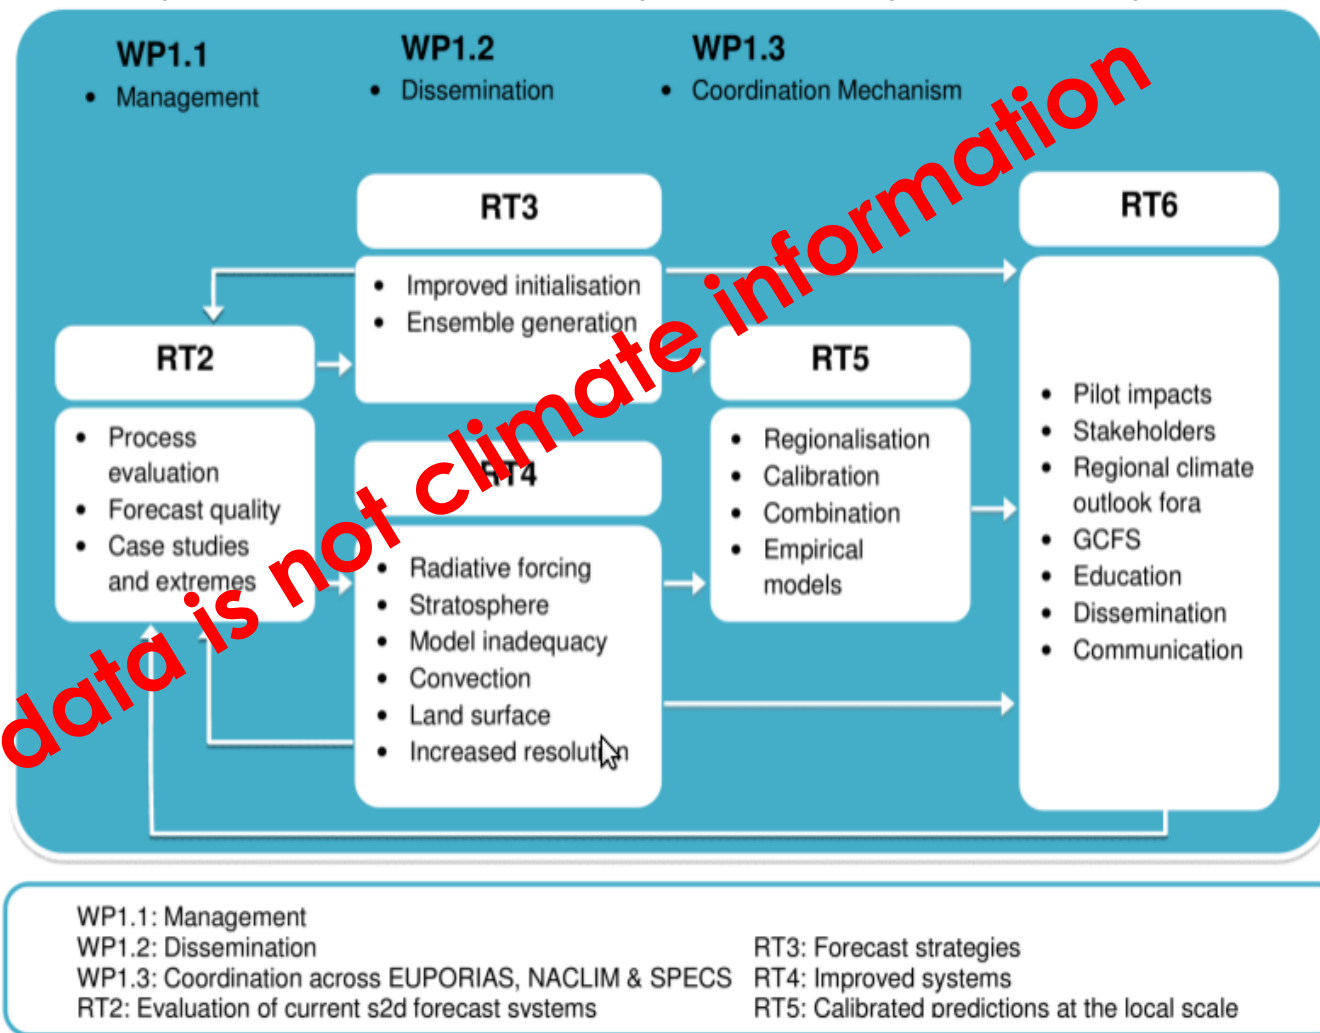 WP1.1
• Management
WP1.2
• Dissemination
WP1.3
• Coordination Mechanism
RT3
• Improved initialisation
• Ensemble generation
RT2
• Process
evaluation
• Forecast quality
• Case studies
and extremes
RT4
• Radiative forcing
• Stratosphere
• Model inadequacy
• Convection
• Land surface
• Increased resolution
RT5
• Regionalisation
• Calibration
• Combination
• Empirical
models
RT6
• Pilot impacts
• Stakeholders
• Regional climate
outlook fora
• GCFS
• Education
• Dissemination
• Communication
data is not climate information
WP1.1: Management
WP1.2: Dissemination
WP1.3: Coordination across EUPORIAS, NACLIM & SPECS
RT2: Evaluation of current s2d forecast systems
RT3: Forecast strategies
RT4: Improved systems
RT5: Calibrated predictions at the local scale